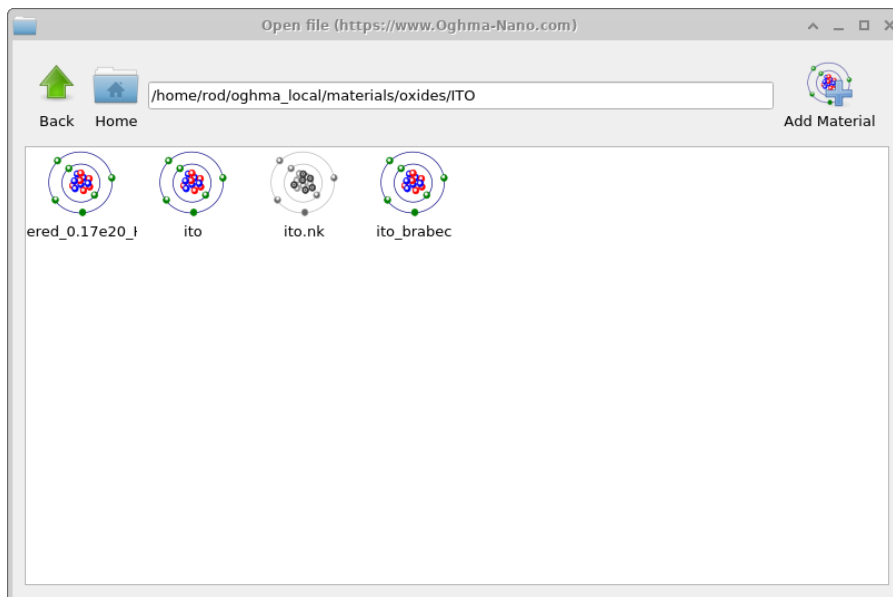 Open file (https://www.Oghma-Nano.com)
/home/rod/oghma_local/materials/oxides/ITO
Back
Home
Add Material
ered_0.17e20_H
ito
ito.nk
ito_brabec